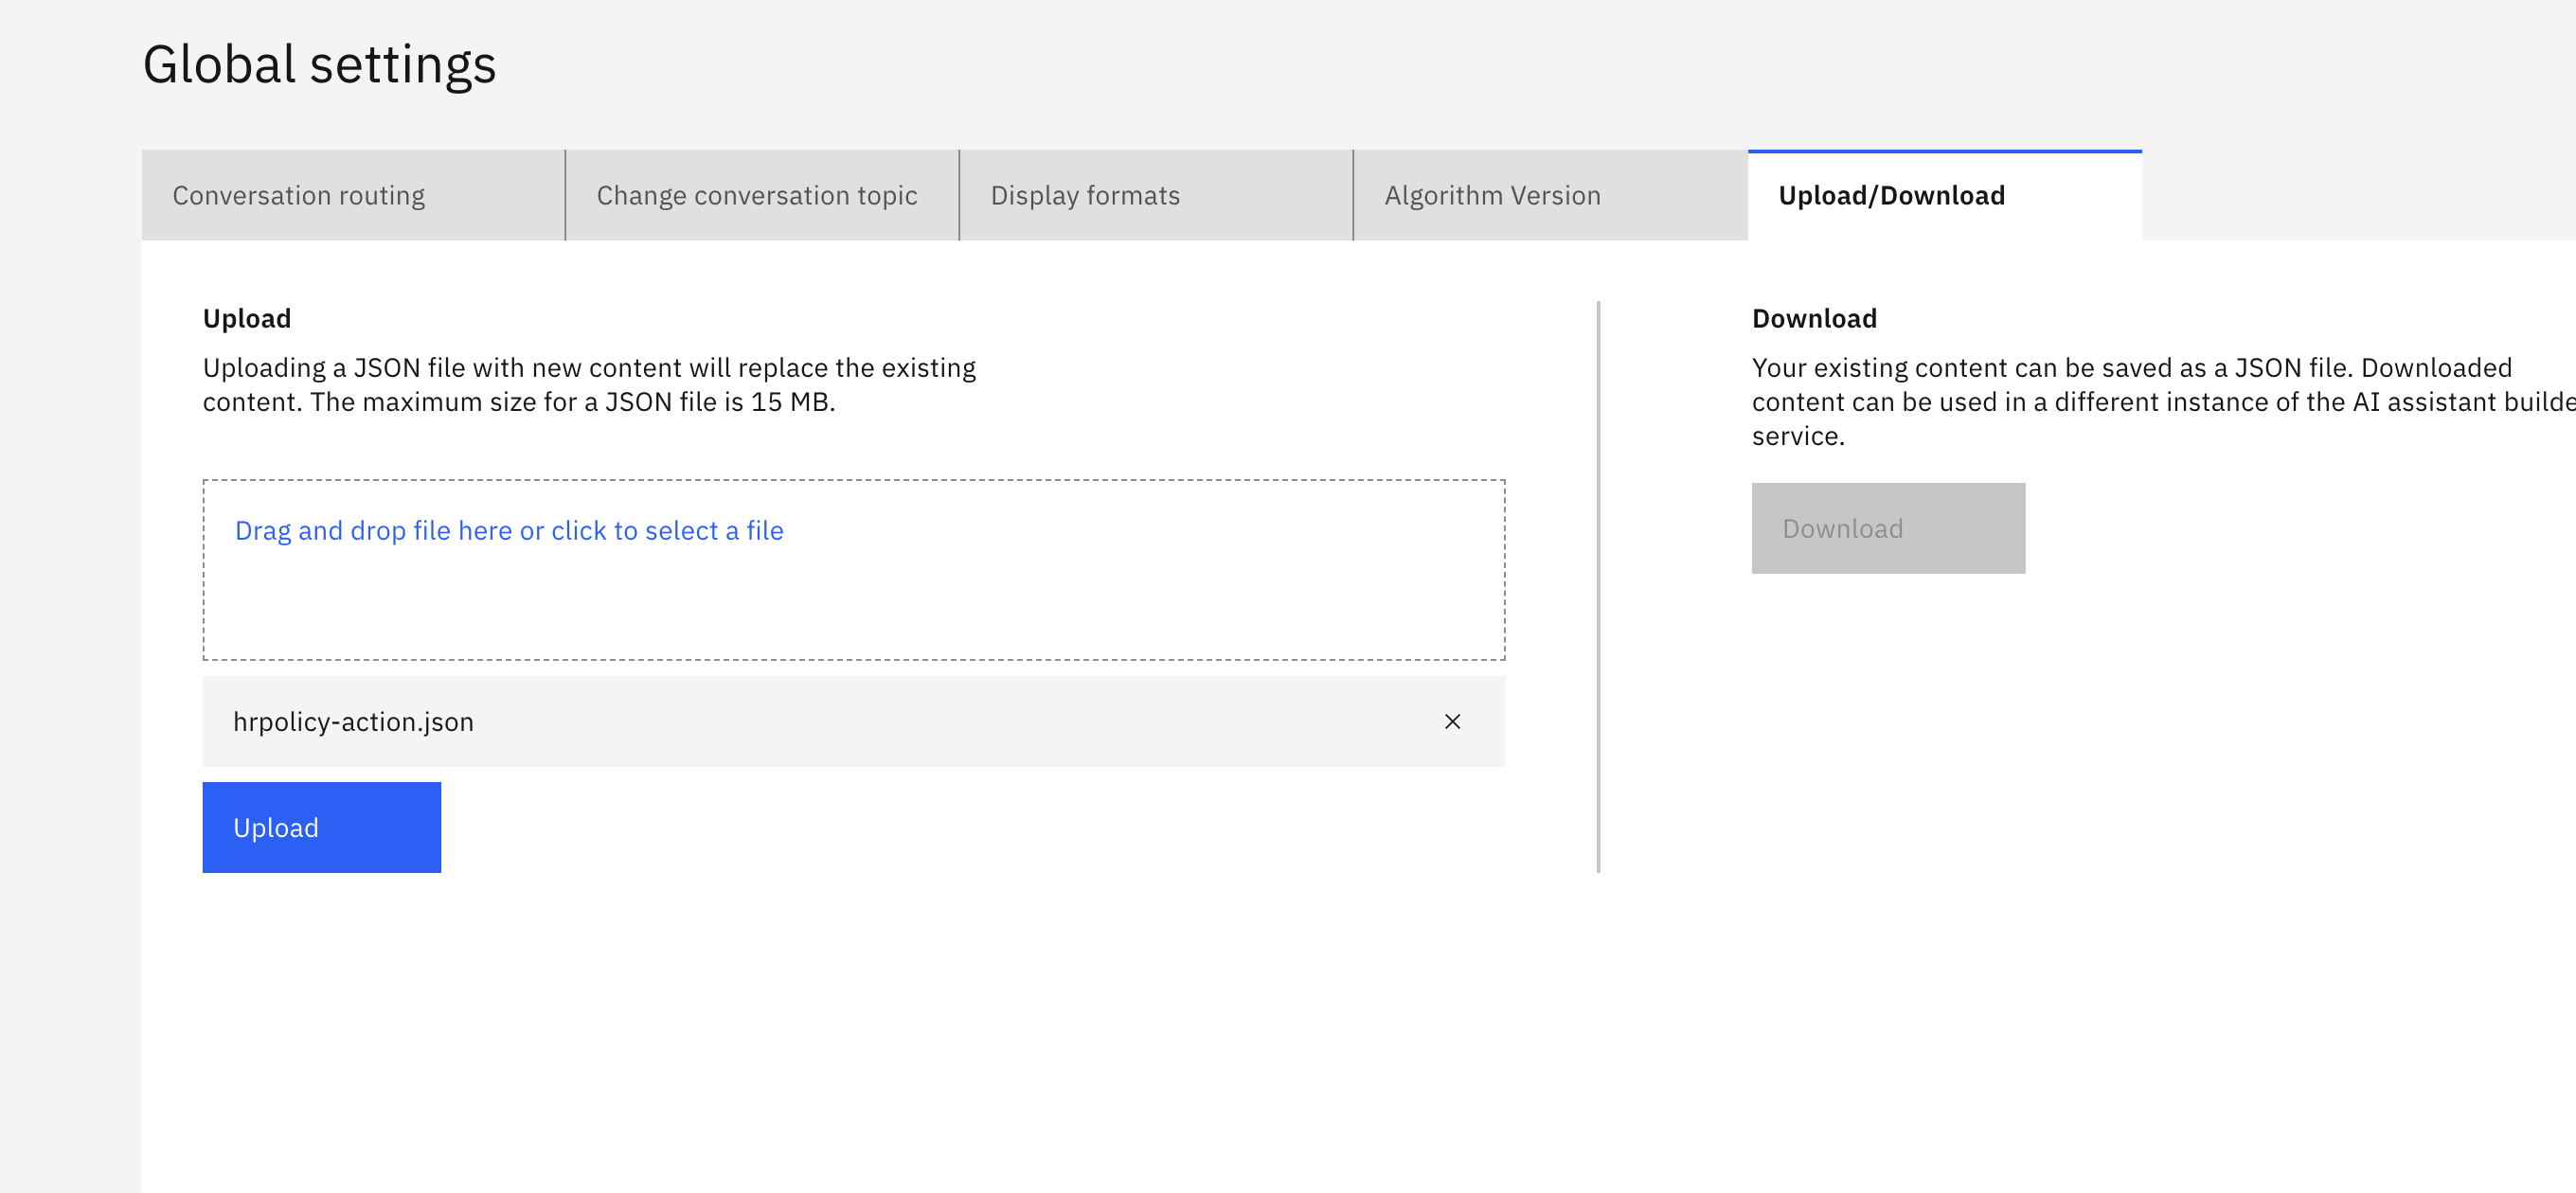 Global settings
Conversation routing
Change conversation topic
Display formats
Algorithm Version
Upload/Download
Upload
Uploading a JSON file with new content will replace the existing
content. The maximum size for a JSON file is 15 MB.
Drag and drop file here or click to select a file
hrpolicy-action.json
Upload
Download
Your existing content can be saved as a JSON file. Downloaded
content can be used in a different instance of the AI assistant builde
service.
Download